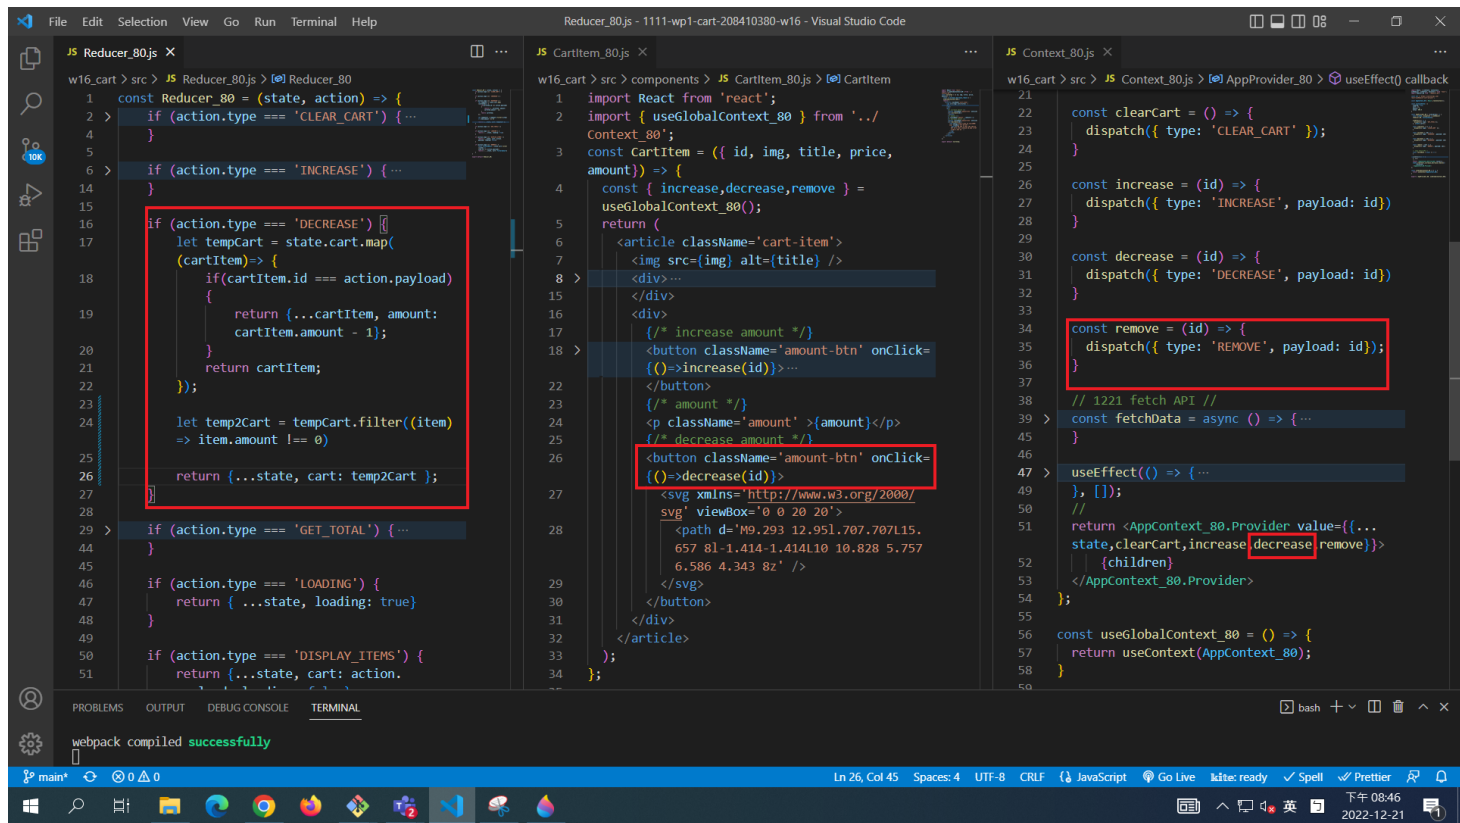 File Edit Selection View Go Run Terminal Help
Reducer_80.js - 1111-wp1-cart-208410380-w16 - Visual Studio Code
JS Reducer_80.js
w16_cart > src > JS Reducer_80.js > Reducer_80
1 const Reducer_80 = (state, action) => {
2 > if (action.type === 'CLEAR_CART') { ···
4 }
5
6 > if (action.type === 'INCREASE') { ···
14 }
15
16 if (action.type === 'DECREASE') {
17 let tempCart = state.cart.map(
(cartItem)=> {
18 if(cartItem.id === action.payload)
{
19 return {...cartItem, amount:
cartItem.amount - 1};
20 }
21 return cartItem;
22 });
23
24 let temp2Cart = tempCart.filter((item)
=> item.amount !== 0)
25
26 return {...state, cart: temp2Cart };
27 }
28
29 > if (action.type === 'GET_TOTAL') { ···
44 }
45
46 if (action.type === 'LOADING') {
47 return { ...state, loading: true}
48 }
49
50 if (action.type === 'DISPLAY_ITEMS') {
51 return {...state, cart: action.
JS CartItem_80.js
w16_cart > src > components > JS CartItem_80.js > CartItem
1 import React from 'react';
2 import { useGlobalContext_80 } from '../
Context_80';
3 const CartItem = ({ id, img, title, price,
amount}) => {
4 const { increase,decrease,remove } =
useGlobalContext_80();
5 return (
6 <article className='cart-item'>
7 <img src={img} alt={title} />
8 > <div>···
15 </div>
16 <div>
17 {/* increase amount */}
18 > <button className='amount-btn' onClick=
{()=>increase(id)}>···
22 </button>
23 {/* amount */}
24 <p className='amount' >{amount}</p>
25 {/* decrease amount */}
26 <button className='amount-btn' onClick=
{()=>decrease(id)}>
27 <svg xmlns='http://www.w3.org/2000/
svg' viewBox='0 0 20 20'>
28 <path d='M9.293 12.95l.707.707L15.
657 8l-1.414-1.414L10 10.828 5.757
6.586 4.343 8z' />
29 </svg>
30 </button>
31 </div>
32 </article>
33 );
34 };
JS Context_80.js
w16_cart > src > JS Context_80.js > AppProvider_80 > useEffect() callback
21
22 const clearCart = () => {
23 dispatch({ type: 'CLEAR_CART' });
24 }
25
26 const increase = (id) => {
27 dispatch({ type: 'INCREASE', payload: id})
28 }
29
30 const decrease = (id) => {
31 dispatch({ type: 'DECREASE', payload: id})
32 }
33
34 const remove = (id) => {
35 dispatch({ type: 'REMOVE', payload: id});
36 }
37
38 // 1221 fetch API //
39 > const fetchData = async () => {···
45 }
46
47 > useEffect(() => {···
49 }, []);
50 //
51 return <AppContext_80.Provider value={{...
state,clearCart,increase,decrease,remove}}>
52 {children}
53 </AppContext_80.Provider>
54 };
55
56 const useGlobalContext_80 = () => {
57 return useContext(AppContext_80);
58 }
59
10K
PROBLEMS OUTPUT DEBUG CONSOLE TERMINAL
bash
webpack compiled successfully
main* 0 0
Ln 26, Col 45 Spaces: 4 UTF-8 CRLF JavaScript Go Live kite: ready Spell Prettier
2
英
下午 08:46
2022-12-21
1